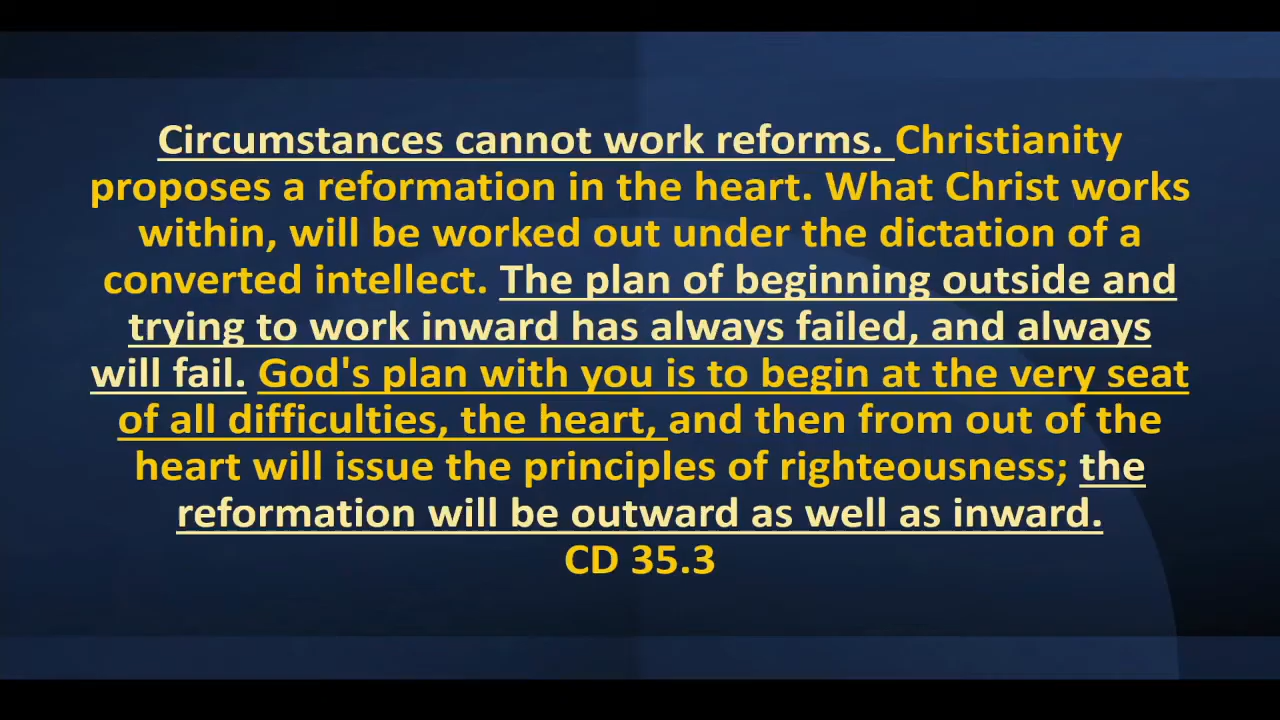 Circumstances cannot work reforms. Christianity
proposes a reformation in the heart. What Christ works
within, will be worked out under the dictation of a
converted intellect. The plan of beginning outside and
trying to work inward has always failed, and always
will fail. God's plan with you is to begin at the very seat
of all difficulties, the heart, and then from out of the
heart will issue the principles of righteousness; the
reformation will be outward as well as inward.
CD 35.3